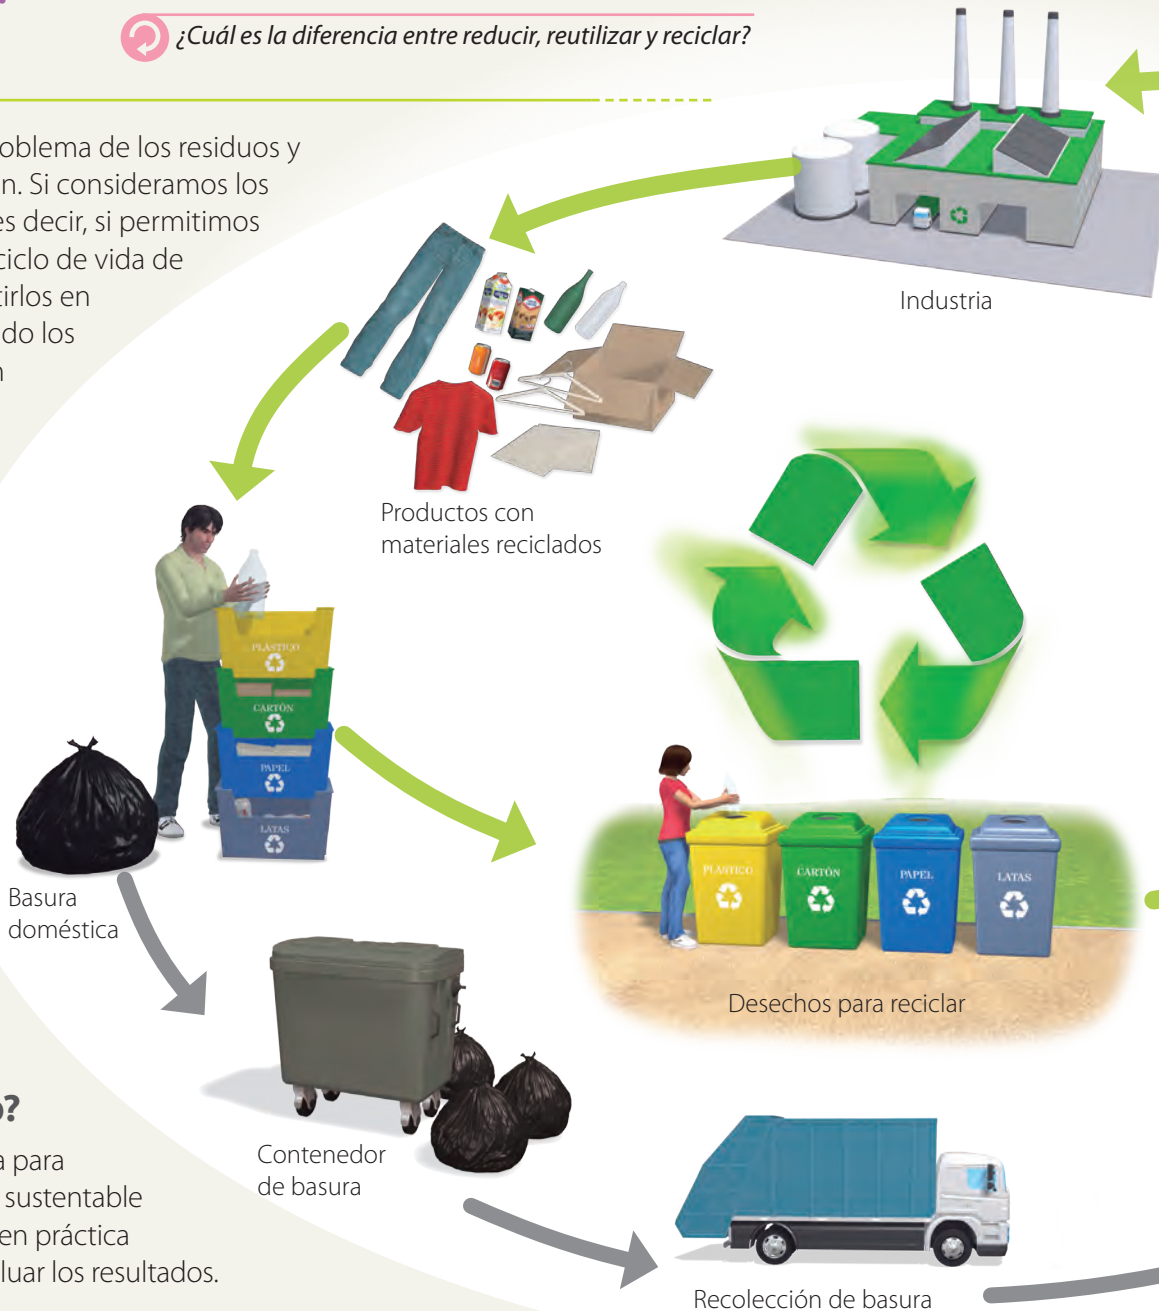 ¿Cuál es la diferencia entre reducir, reutilizar y reciclar?
oblema de los residuos y
n. Si consideramos los
es decir, si permitimos
ciclo de vida de
tirlos en
do los
n
Industria
Productos con
materiales reciclados
PLÁSTICO
CARTÓN
PAPEL
LATAS
Basura
doméstica
PLÁSTICO
CARTÓN
PAPEL
LATAS
Desechos para reciclar
Contenedor
de basura
o?
a para
sustentable
en práctica
luar los resultados.
Recolección de basura